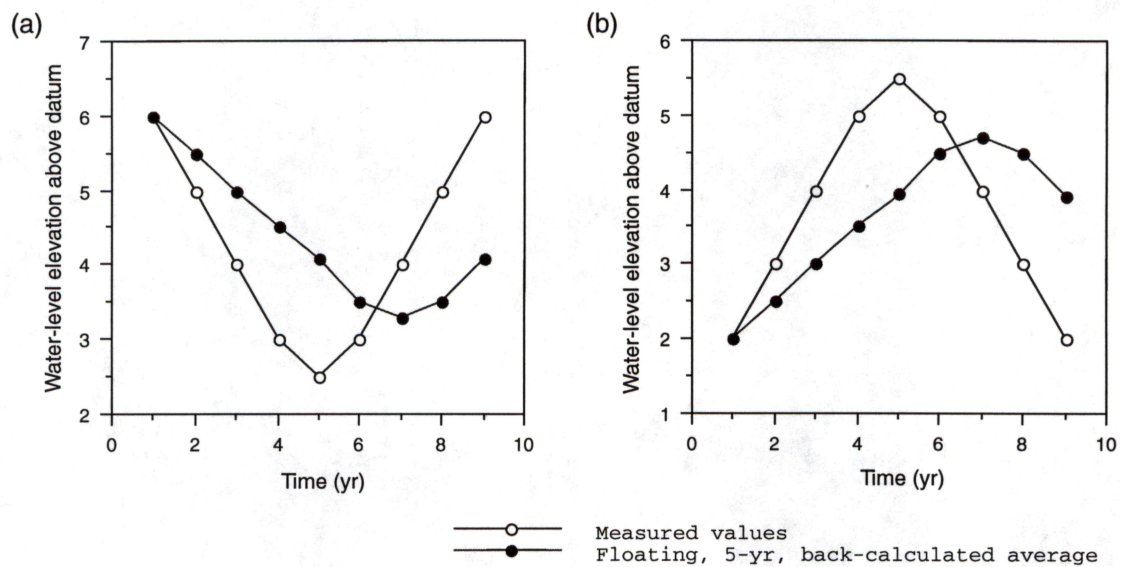 (a)
7
6
5
4
3
2
0 2 4 6 8 10
Water-level elevation above datum
Time (yr)
(b)
6
5
4
3
2
1
0 2 4 6 8 10
Water-level elevation above datum
Time (yr)
Measured values
Floating, 5-yr, back-calculated average